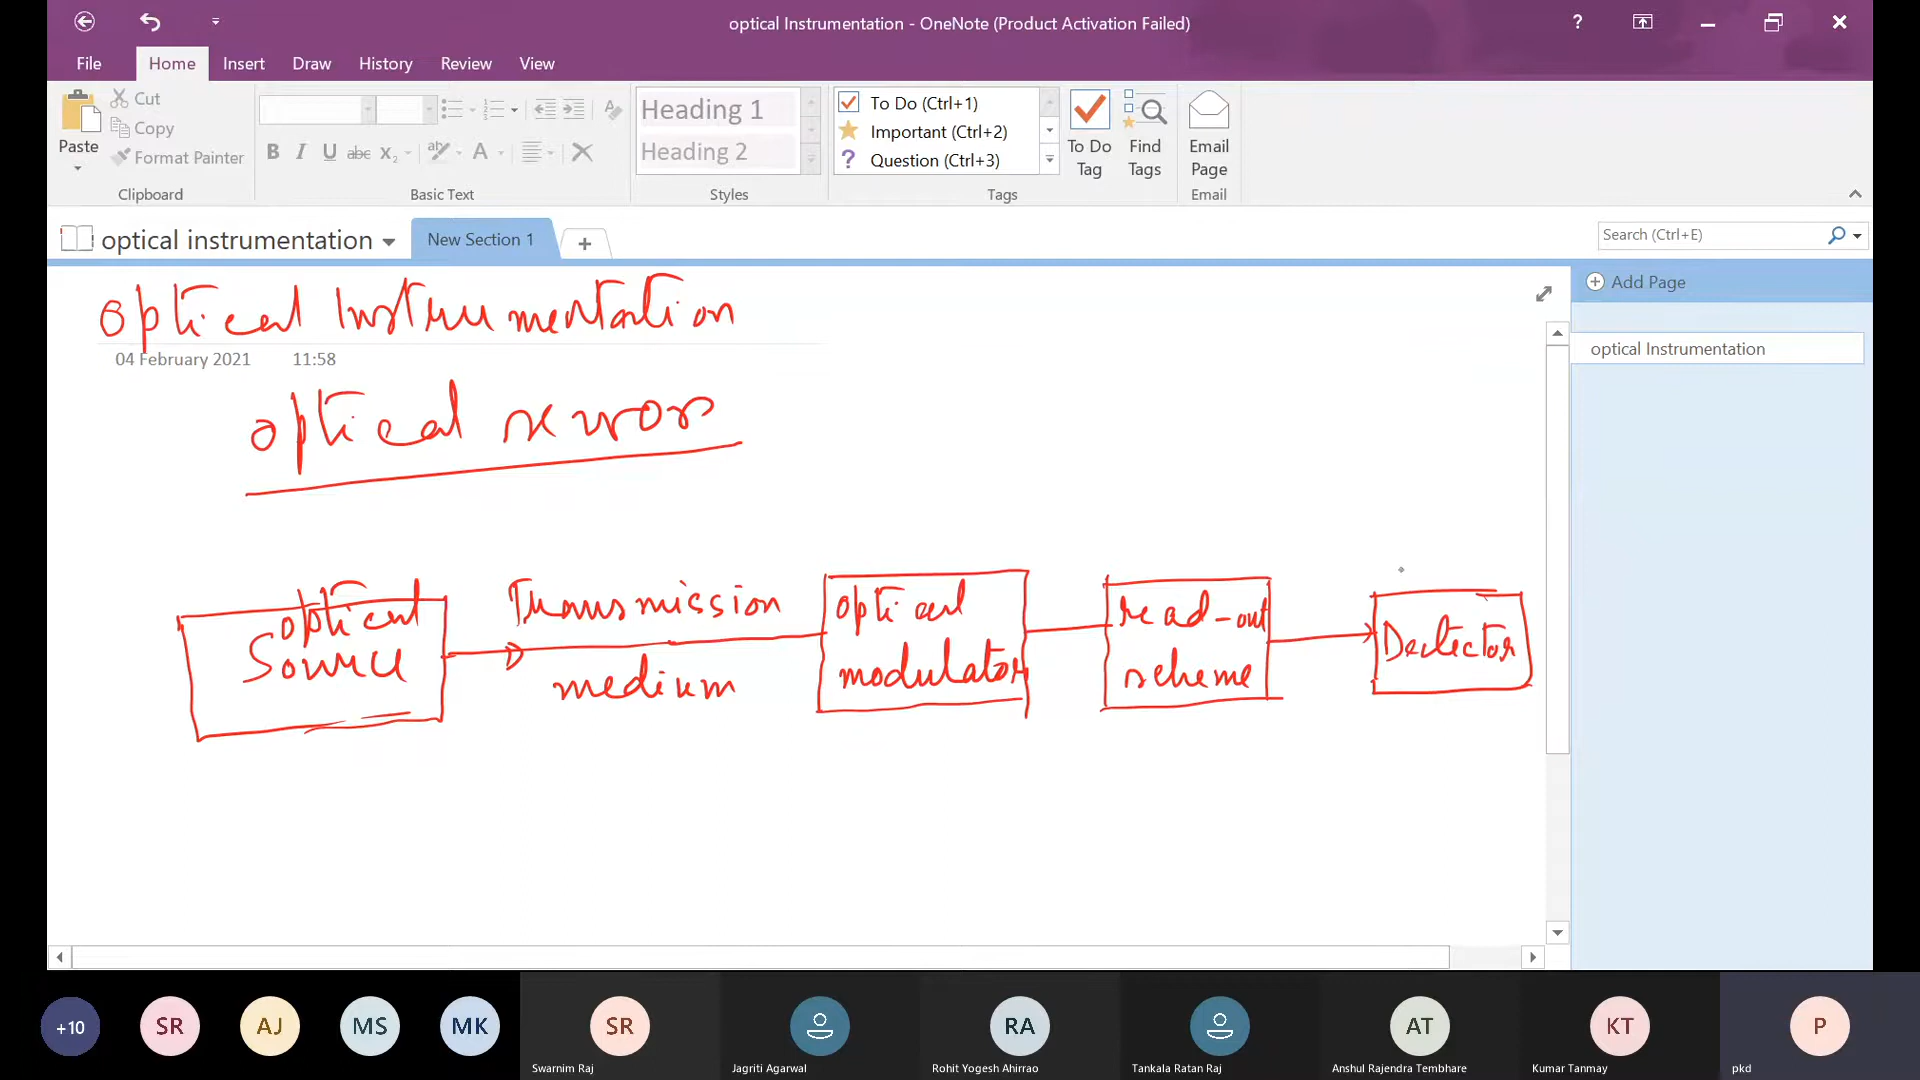 optical Instrumentation - OneNote (Product Activation Failed)
?
File Home Insert Draw History Review View
Paste
Cut
Copy
Format Painter
Clipboard
B I U abc X₂ A
Basic Text
Heading 1
Heading 2
Styles
To Do (Ctrl+1)
Important (Ctrl+2)
? Question (Ctrl+3)
Tags
To Do Tag
Find Tags
Email Page
Email
optical instrumentation
New Section 1
+
Search (Ctrl+E)
Add Page
optical Instrumentation
optical Instrumentation
04 February 2021 11:58
optical sensor
optical
Source
Transmission
medium
optical
modulator
read-out
scheme
Dectector
+10 SR AJ MS MK SR RA AT KT P
Swarnim Raj Jagriti Agarwal Rohit Yogesh Ahirrao Tankala Ratan Raj Anshul Rajendra Tembhare Kumar Tanmay pkd